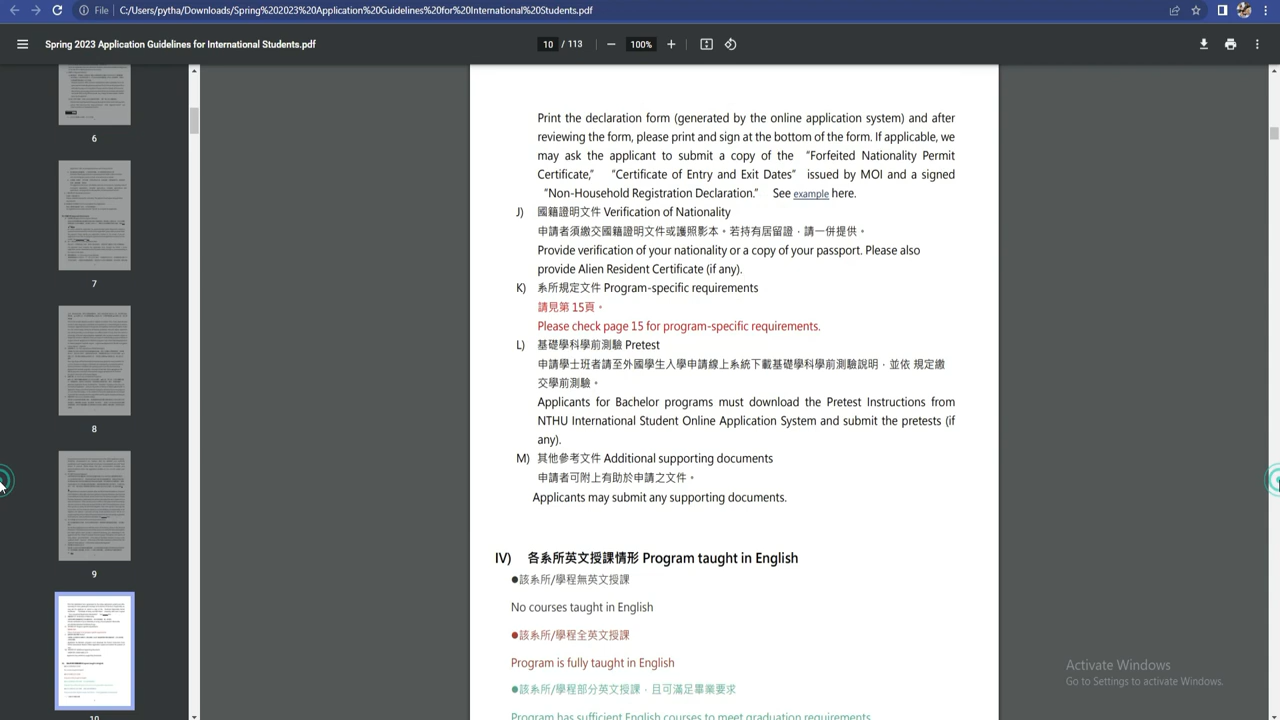 File
C:/Users/pytha/Downloads/Spring%202023%20Application%20Guidelines%20for%20International%20Students.pdf
Spring 2023 Application Guidelines for International Students.pdf
10 / 113
100%
6
7
8
9
10
Print the declaration form (generated by the online application system) and after
reviewing the form, please print and sign at the bottom of the form. If applicable, we
may ask the applicant to submit a copy of the "Forfeited Nationality Permit
Certificate," "Certificate of Entry and Exit Dates" issued by MOI and a signed
"Non-Household Registration Declaration." See example here.
J) 國籍證明文件 Verification of Nationality
申請者須繳交國籍證明文件或護照影本。若持有居留證，請一併提供。
Provide verification of your nationality or a copy of your passport. Please also
provide Alien Resident Certificate (if any).
K) 系所規定文件 Program-specific requirements
請見第 15頁。
Please check page 15 for program-specific requirements.
L) 基礎學科學前測驗 Pretest
申請學士班者請至外國學生入學申請線上系統下載基礎學科學前測驗說明，並依 規定繳
交學前測驗。
Applicants for Bachelor programs must download the Pretest Instructions from
NTHU International Student Online Application System and submit the pretests (if
any).
M) 其他參考文件 Additional supporting documents
申請者可附上有助於申請之文件。
Applicants may submit any supporting documents.
IV) 各系所英文授課情形 Program taught in English
●該系所/學程無英文授課
No courses taught in English
●該系所/學程全英文授課
Program is fully taught in English
●該系所/學程部分英文授課，且可滿足畢業要求
Program has sufficient English courses to meet graduation requirements
Activate Windows
Go to Settings to activate Windows.